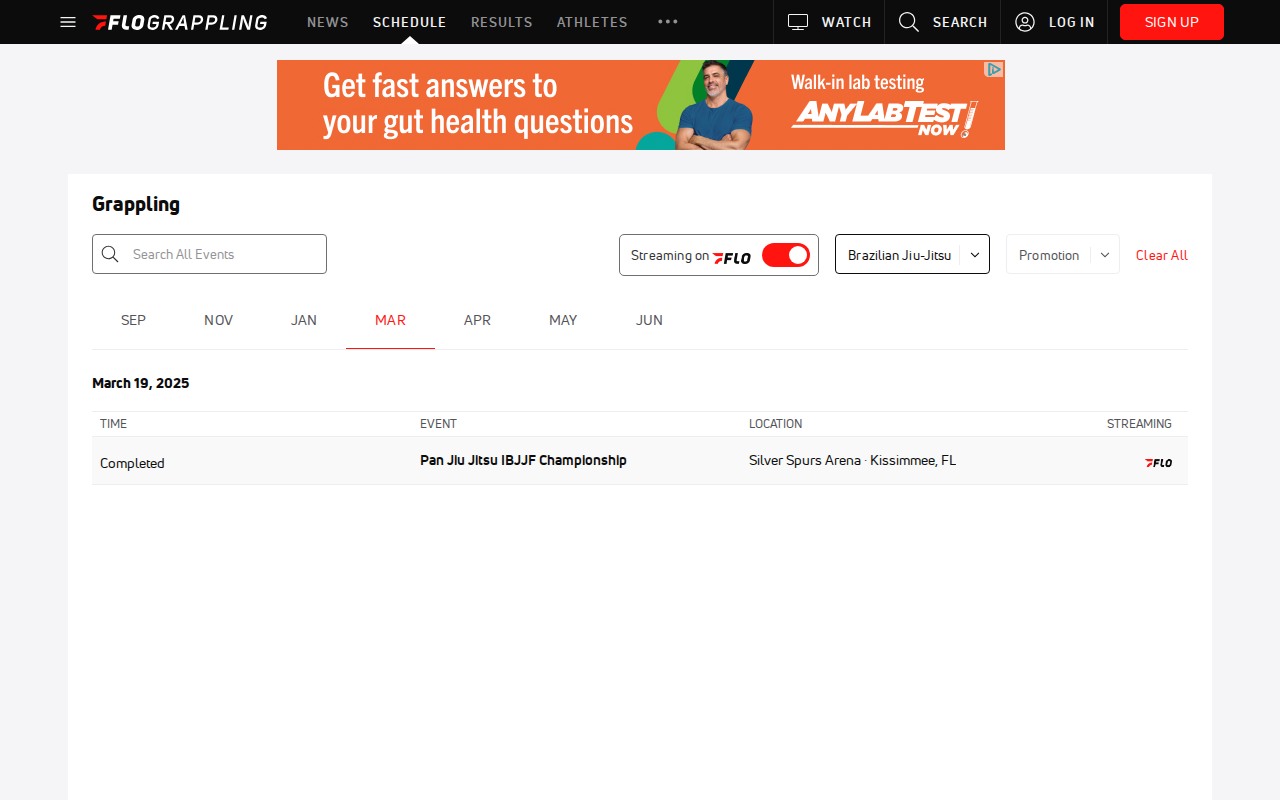 FLOGRAPPLING NEWS SCHEDULE RESULTS ATHLETES WATCH SEARCH LOG IN SIGN UP
Get fast answers to
your gut health questions
Walk-in lab testing
ANYLABTEST
NOW
Grappling
Search All Events
Streaming on FLO
Brazilian Jiu-Jitsu
Promotion
Clear All
SEP NOV JAN MAR APR MAY JUN
March 19, 2025
TIME EVENT LOCATION STREAMING
Completed Pan Jiu Jitsu IBJJF Championship Silver Spurs Arena · Kissimmee, FL FLO